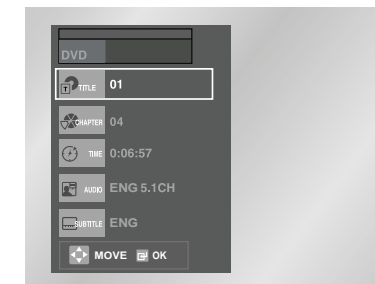 DVD
TITLE 01
CHAPTER 04
TIME 0:06:57
AUDIO ENG 5.1CH
SUBTITLE ENG
MOVE OK